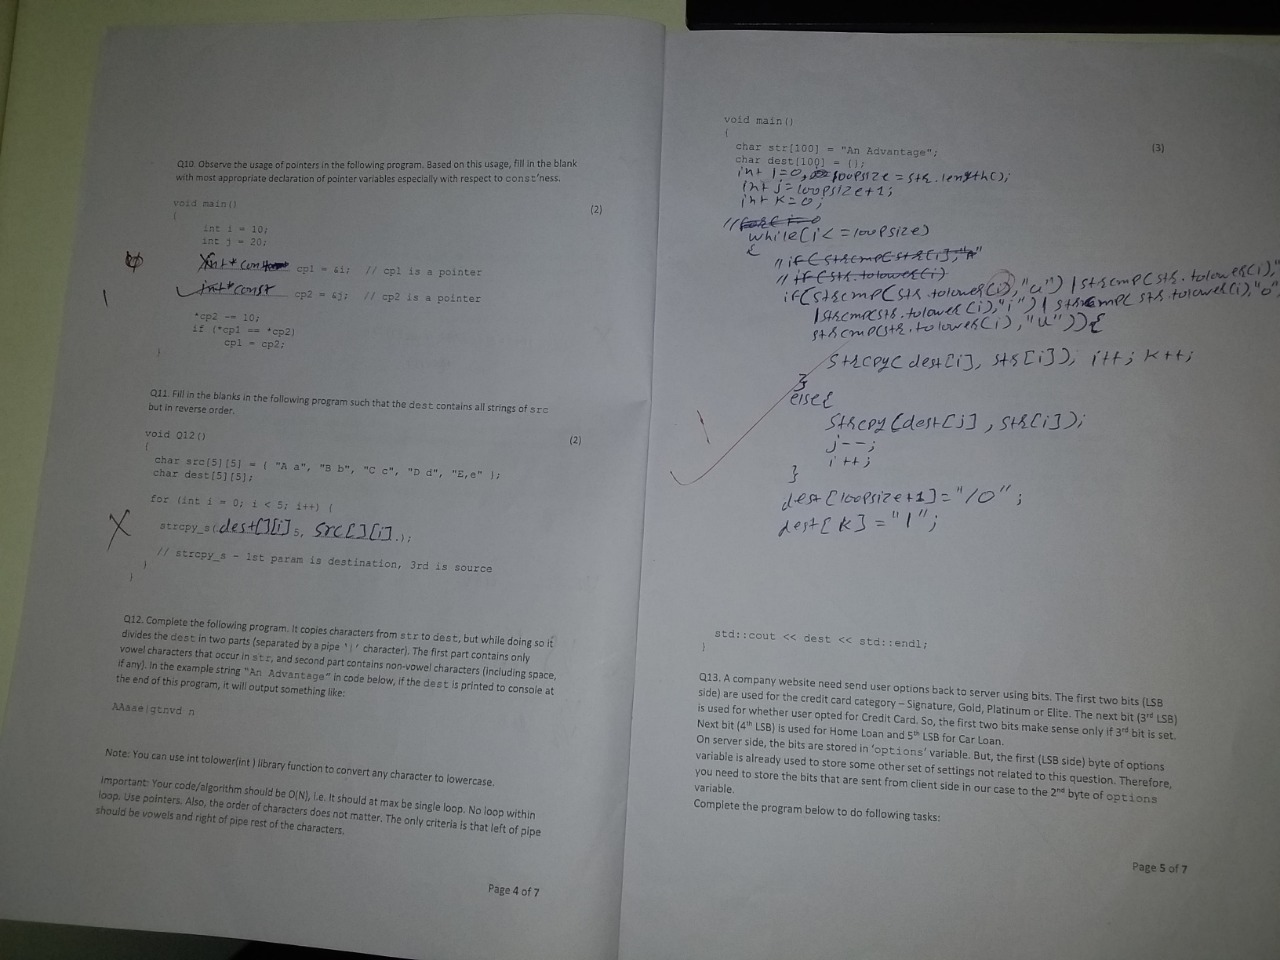 Q10. Observe the usage of pointers in the following program. Based on this usage, fill in the blank
with most appropriate declaration of pointer variables especially with respect to const'ness.
(2)
void main()
{
int i = 10;
int j = 20;
int* const cp1 = &i; // cp1 is a pointer
1 int*const cp2 = &j; // cp2 is a pointer
*cp2 -= 10;
if (*cp1 == *cp2)
cp1 = cp2;
}
Q11. Fill in the blanks in the following program such that the dest contains all strings of src
but in reverse order.
(2)
void Q12()
{
char src[5][5] = { "A a", "B b", "C c", "D d", "E,e" };
char dest[5][5];
for (int i = 0; i < 5; i++) {
strcpy_s(dest[][i], 5, src[][i]);
// strcpy_s - 1st param is destination, 3rd is source
}
}
Q12. Complete the following program. It copies characters from str to dest, but while doing so it
divides the dest in two parts (separated by a pipe '|' character). The first part contains only
vowel characters that occur in str, and second part contains non-vowel characters (including space,
if any). In the example string "An Advantage" in code below, if the dest is printed to console at
the end of this program, it will output something like:
AAaae|gtnvd n
Note: You can use int tolower(int ) library function to convert any character to lowercase.
Important: Your code/algorithm should be O(N), i.e. It should at max be single loop. No loop within
loop. Use pointers. Also, the order of characters does not matter. The only criteria is that left of pipe
should be vowels and right of pipe rest of the characters.
Page 4 of 7
void main()
{
(3)
char str[100] = "An Advantage";
char dest[100] = {};
int i=0, loopsize = str.length();
int j=loopsize+1;
int k=0;
// for( i=0
while(i<=loopsize)
{
// if(strcmp(str[i],"A"
// if(str.tolower(i)
if(strcmp(str.tolower(i),"a") | strcmp(str.tolower(i),"
|strcmp(str.tolower(i),"i") | strcmp( str.tolower(i),"o",
strcmp(str.tolower(i),"u")){
strcpy(dest[i], str[i]); i++; k++;
}
else{
strcpy(dest[j], str[i]);
j--;
i++;
}
1
dest[loopsize+1]="/0";
dest[k]="|";
std::cout << dest << std::endl;
}
Q13. A company website need send user options back to server using bits. The first two bits (LSB
side) are used for the credit card category – Signature, Gold, Platinum or Elite. The next bit (3rd LSB)
is used for whether user opted for Credit Card. So, the first two bits make sense only if 3rd bit is set.
Next bit (4th LSB) is used for Home Loan and 5th LSB for Car Loan.
On server side, the bits are stored in 'options' variable. But, the first (LSB side) byte of options
variable is already used to store some other set of settings not related to this question. Therefore,
you need to store the bits that are sent from client side in our case to the 2nd byte of options
variable.
Complete the program below to do following tasks:
Page 5 of 7